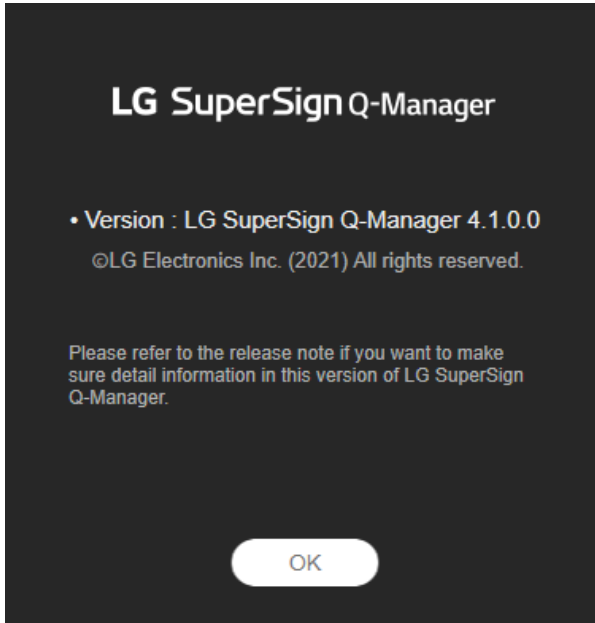 LG SuperSign Q-Manager
• Version : LG SuperSign Q-Manager 4.1.0.0
©LG Electronics Inc. (2021) All rights reserved.
Please refer to the release note if you want to make
sure detail information in this version of LG SuperSign
Q-Manager.
OK